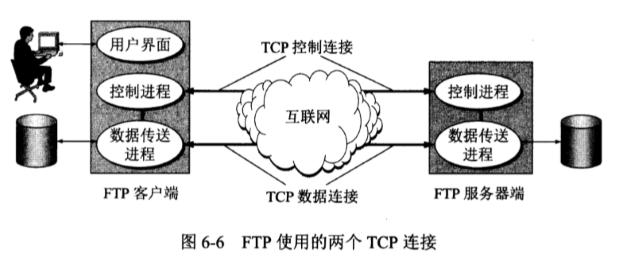 用户界面
TCP 控制连接
控制进程
互联网
控制进程
数据传送
进程
数据传送
进程
FTP 客户端
TCP 数据连接
FTP 服务器端
图 6-6 FTP 使用的两个 TCP 连接